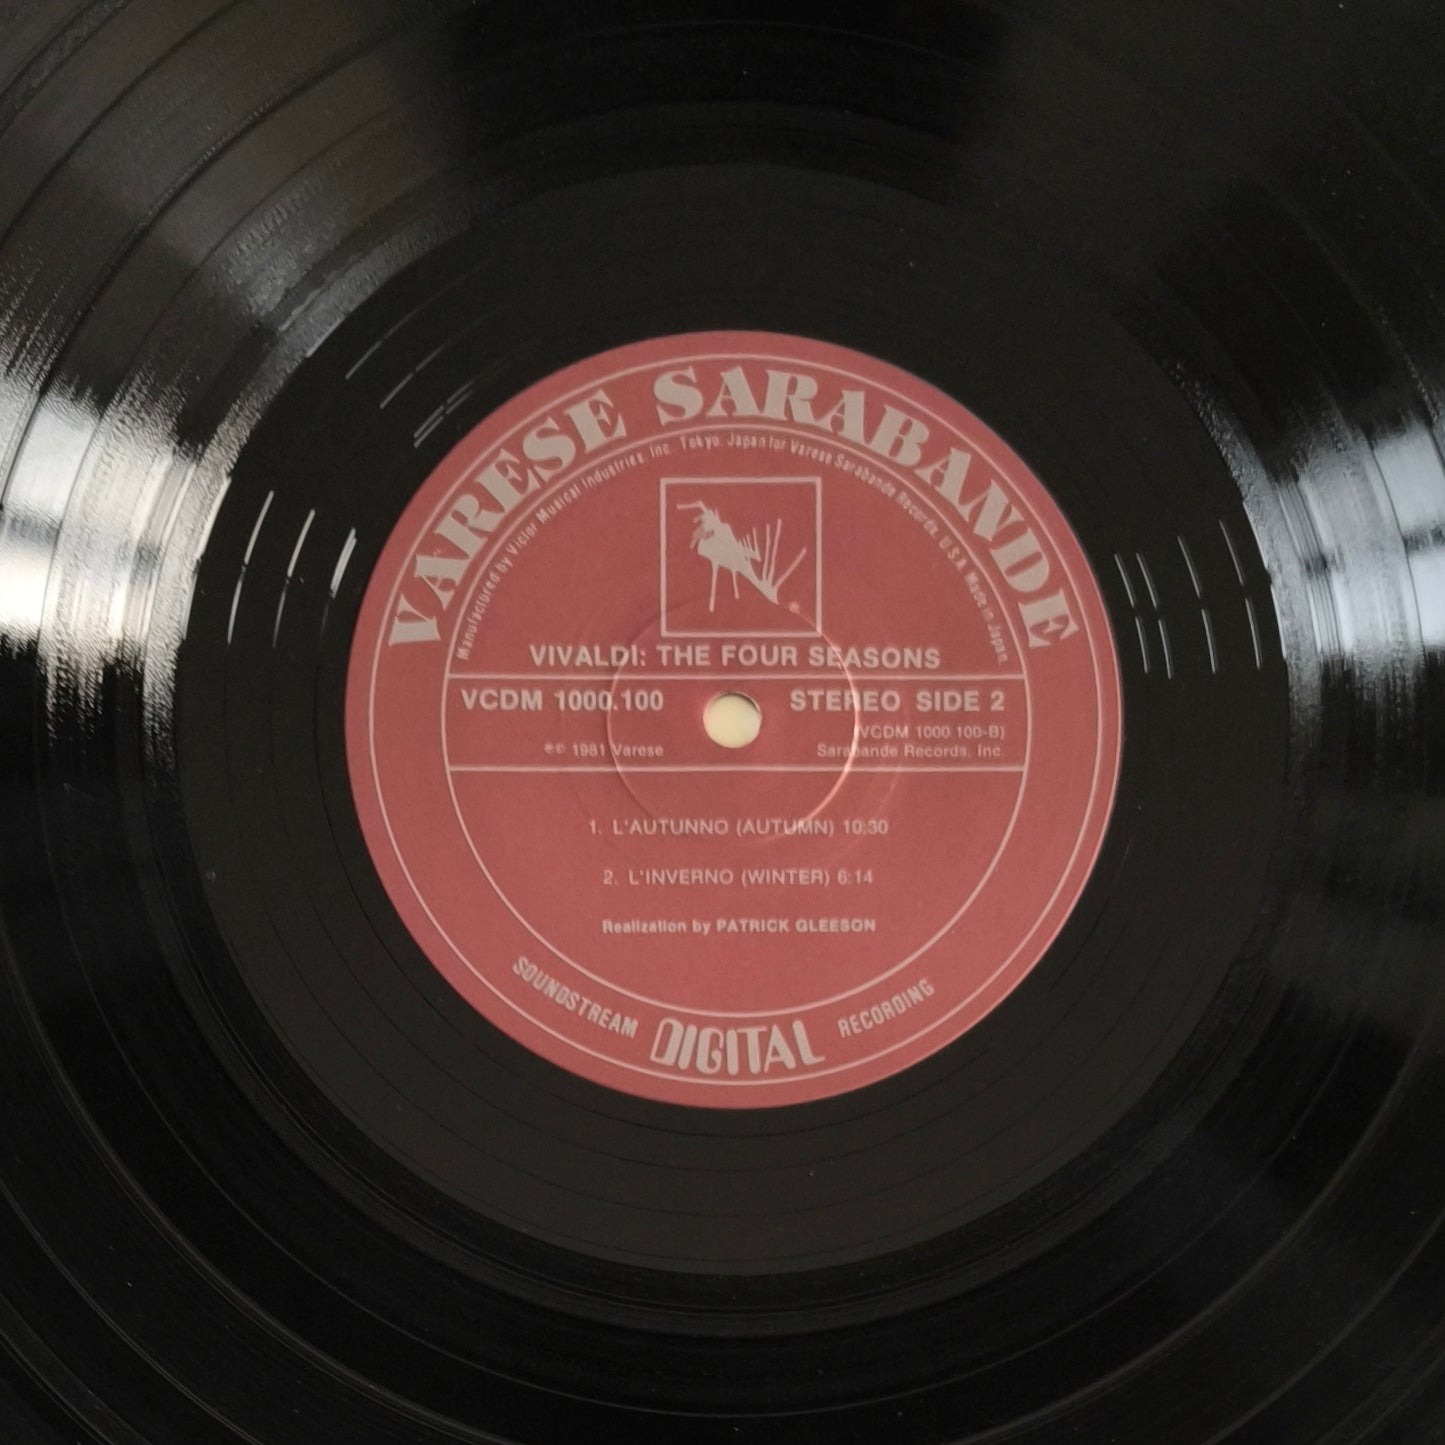 VARESE SARABANDE
Manufactured by Victor Musical Industries, Inc. Tokyo, Japan for Varese Sarabande Records, U.S.A. Made in Japan.
®
VIVALDI: THE FOUR SEASONS
VCDM 1000.100
STEREO SIDE 2
(VCDM 1000.100-B)
©℗ 1981 Varese
Sarabande Records, Inc.
1. L'AUTUNNO (AUTUMN) 10:30
2. L'INVERNO (WINTER) 6:14
Realization by PATRICK GLEESON
SOUNDSTREAM DIGITAL RECORDING